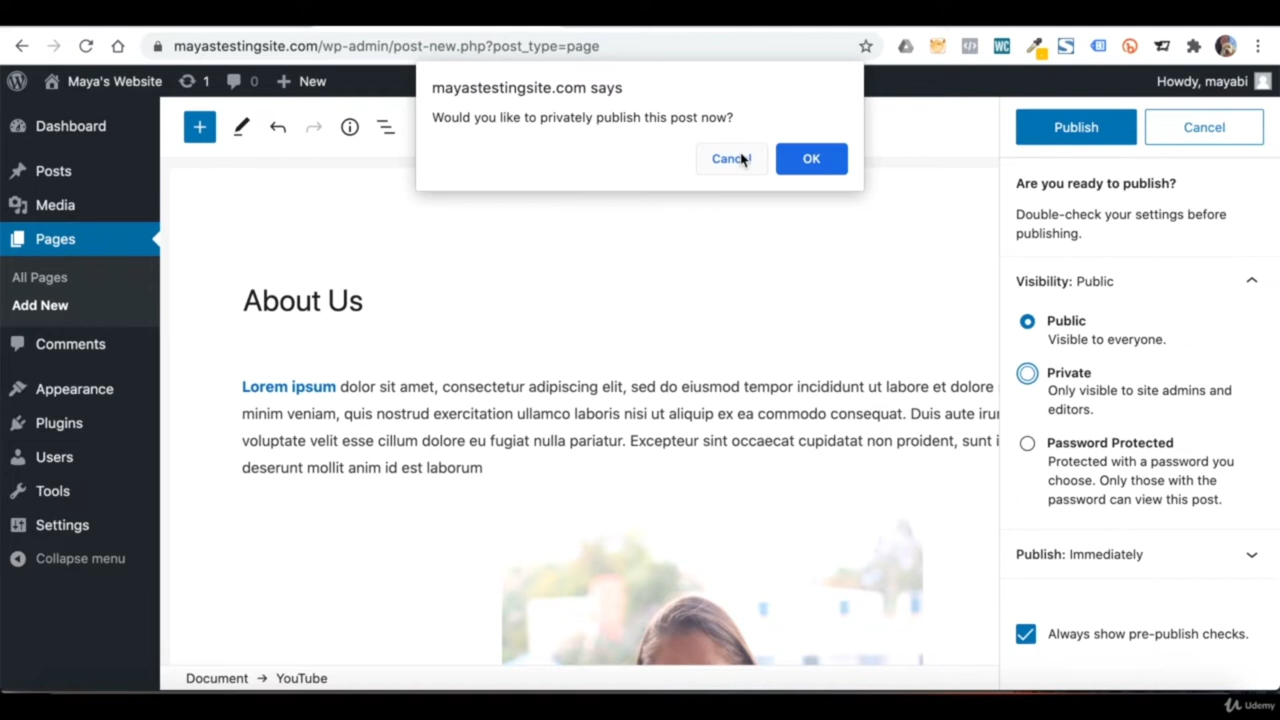 mayastestingsite.com/wp-admin/post-new.php?post_type=page
WC
Maya's Website
1
0
New
Howdy, mayabi
mayastestingsite.com says
Would you like to privately publish this post now?
Cancel
OK
Dashboard
Posts
Media
Pages
All Pages
Add New
Comments
Appearance
Plugins
Users
Tools
Settings
Collapse menu
About Us
Lorem ipsum dolor sit amet, consectetur adipiscing elit, sed do eiusmod tempor incididunt ut labore et dolore
minim veniam, quis nostrud exercitation ullamco laboris nisi ut aliquip ex ea commodo consequat. Duis aute irur
voluptate velit esse cillum dolore eu fugiat nulla pariatur. Excepteur sint occaecat cupidatat non proident, sunt i
deserunt mollit anim id est laborum
Document → YouTube
Publish
Cancel
Are you ready to publish?
Double-check your settings before
publishing.
Visibility: Public
Public
Visible to everyone.
Private
Only visible to site admins and
editors.
Password Protected
Protected with a password you
choose. Only those with the
password can view this post.
Publish: Immediately
Always show pre-publish checks.
Udemy